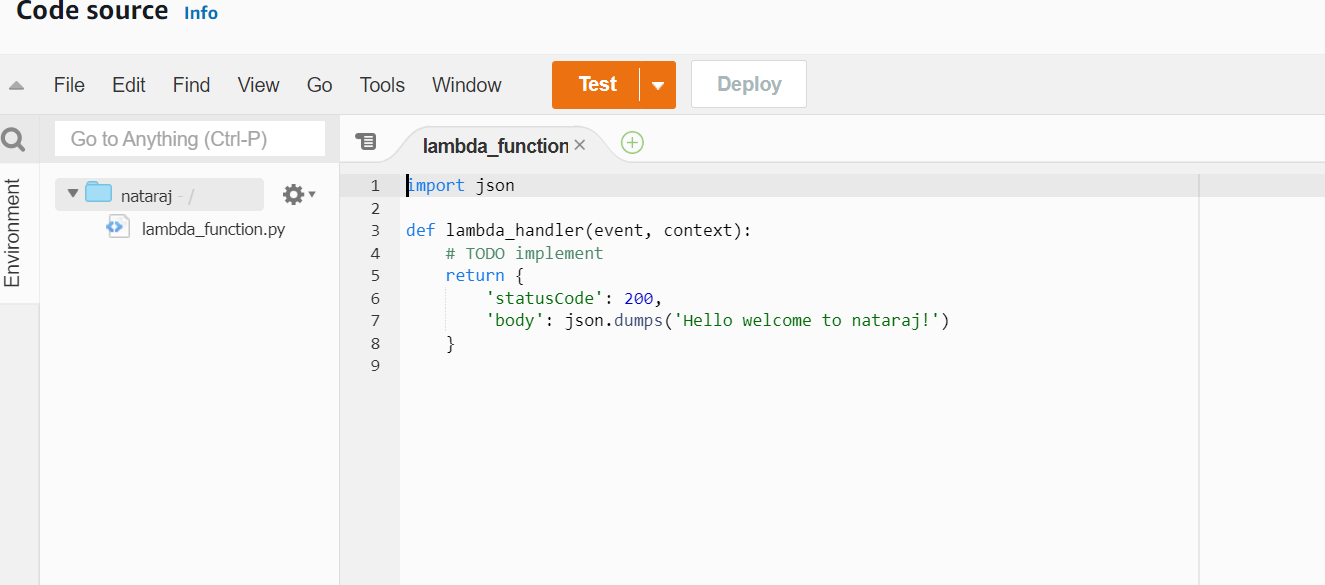 Code source Info
File Edit Find View Go Tools Window Test Deploy
Go to Anything (Ctrl-P)
lambda_function
Environment
nataraj - /
lambda_function.py
1 import json
2
3 def lambda_handler(event, context):
4 # TODO implement
5 return {
6 'statusCode': 200,
7 'body': json.dumps('Hello welcome to nataraj!')
8 }
9